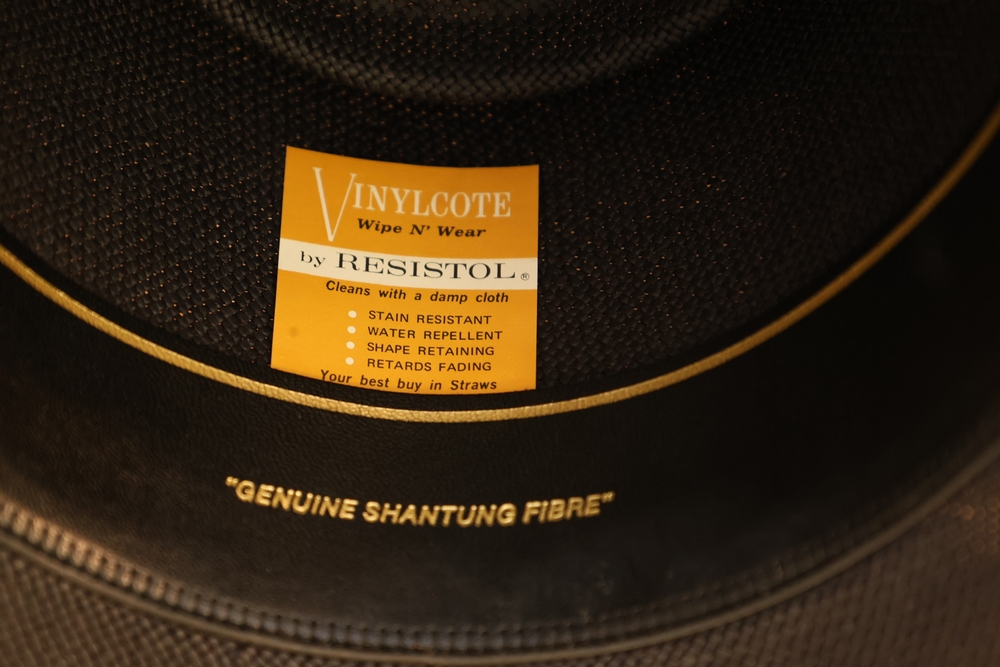 VINYLCOTE
Wipe N' Wear
by RESISTOL®
Cleans with a damp cloth
• STAIN RESISTANT
• WATER REPELLENT
• SHAPE RETAINING
• RETARDS FADING
Your best buy in Straws
"GENUINE SHANTUNG FIBRE"